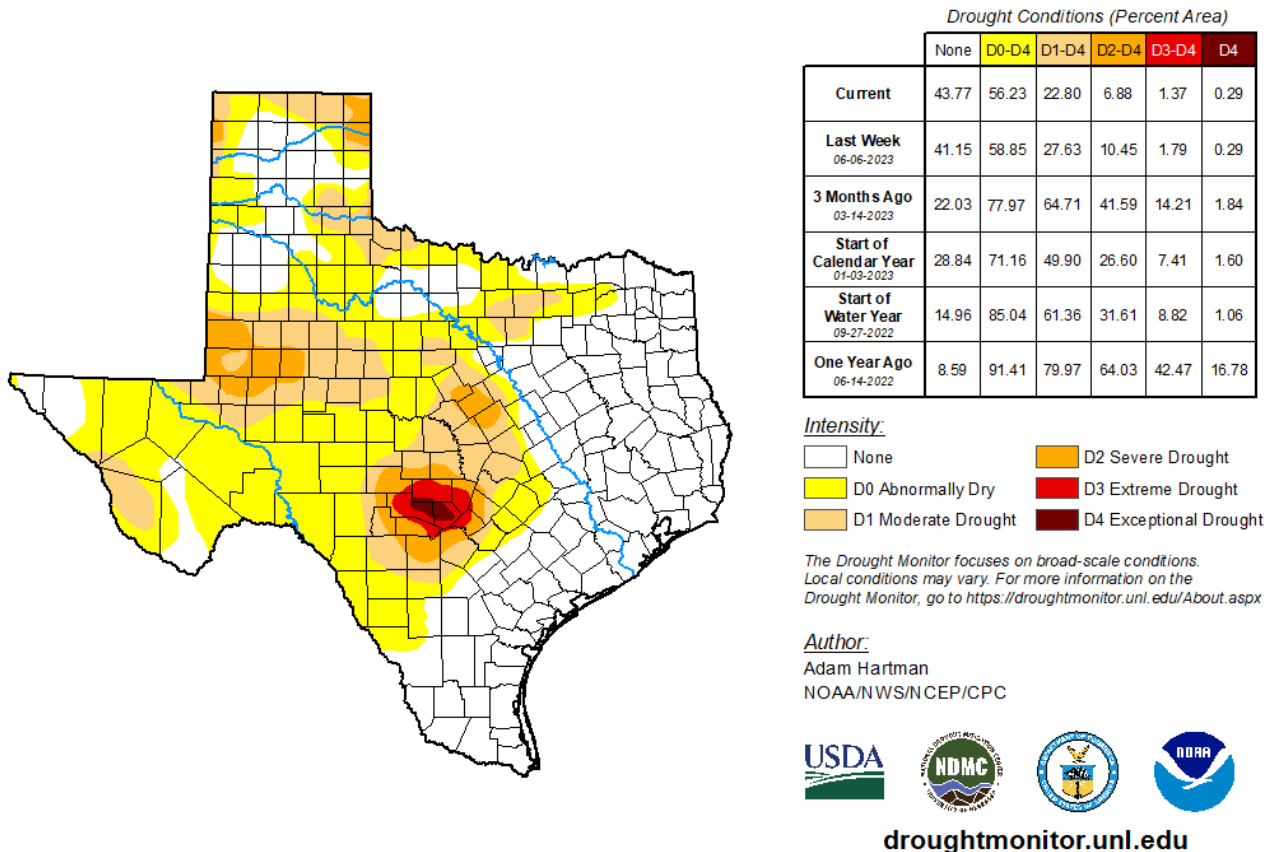 Drought Conditions (Percent Area)
None D0-D4 D1-D4 D2-D4 D3-D4 D4
Current 43.77 56.23 22.80 6.88 1.37 0.29
Last Week
06-06-2023 41.15 58.85 27.63 10.45 1.79 0.29
3 Months Ago
03-14-2023 22.03 77.97 64.71 41.59 14.21 1.84
Start of
Calendar Year
01-03-2023 28.84 71.16 49.90 26.60 7.41 1.60
Start of
Water Year
09-27-2022 14.96 85.04 61.36 31.61 8.82 1.06
One Year Ago
06-14-2022 8.59 91.41 79.97 64.03 42.47 16.78
Intensity:
None
D0 Abnormally Dry
D1 Moderate Drought
D2 Severe Drought
D3 Extreme Drought
D4 Exceptional Drought
The Drought Monitor focuses on broad-scale conditions.
Local conditions may vary. For more information on the
Drought Monitor, go to https://droughtmonitor.unl.edu/About.aspx
Author:
Adam Hartman
NOAA/NWS/NCEP/CPC
USDA
NDMC
NOAA
droughtmonitor.unl.edu